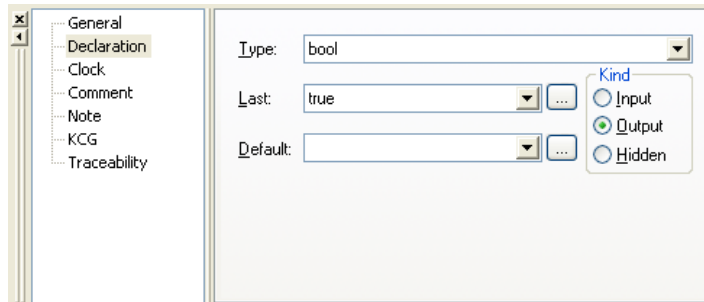 General
Declaration
Clock
Comment
Note
KCG
Traceability
Type: bool
Kind
Last: true ... Input
Output
Default: ... Hidden